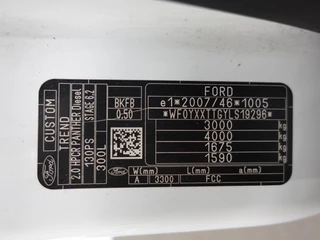 CUSTOM
TREND
2.0 HPCR PANTHER Diesel
130PS STAGE 6.2
300L
BKFB
0.50
Ford
FORD
e1*2007/46*1005
*WF0YXXTTGYLS19296*
3000 kg
4000 kg
1675 kg
1590 kg
W(mm) L(mm) a(mm)
A 3300 FCC